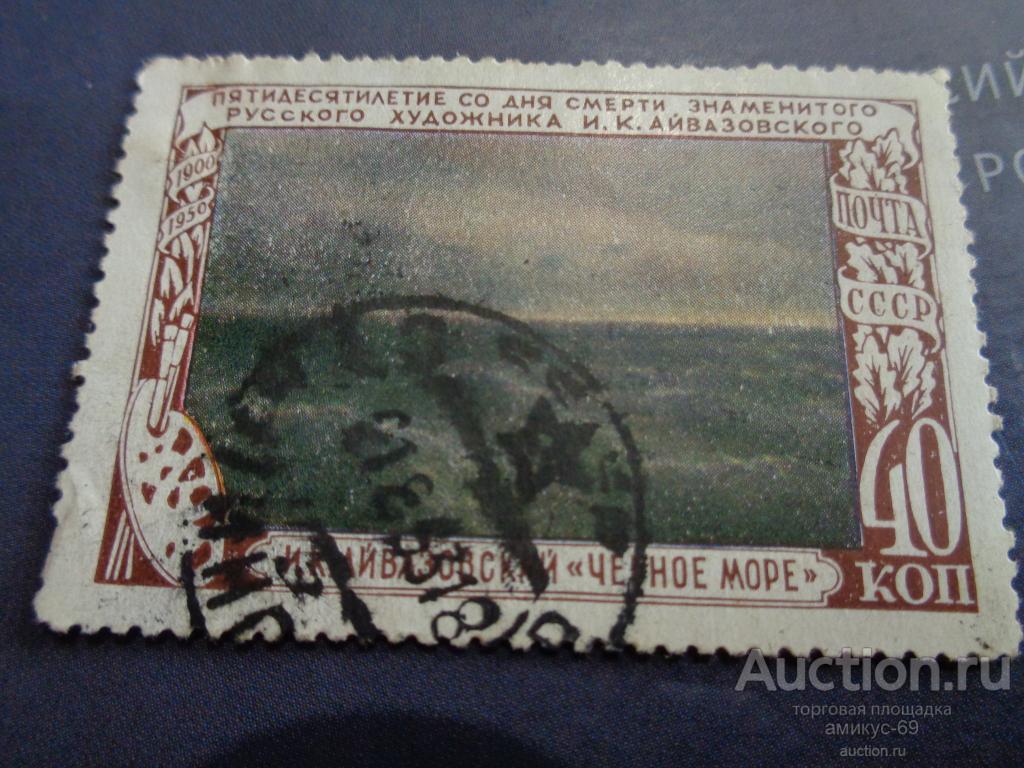 ПЯТИДЕСЯТИЛЕТИЕ СО ДНЯ СМЕРТИ ЗНАМЕНИТОГО
РУССКОГО ХУДОЖНИКА И.К.АЙВАЗОВСКОГО
1900
1950
ПОЧТА
СССР
40
КОП
И.К.АЙВАЗОВСКИЙ «ЧЕРНОЕ МОРЕ»
Auction.ru
торговая площадка
амикус-69
auction.ru